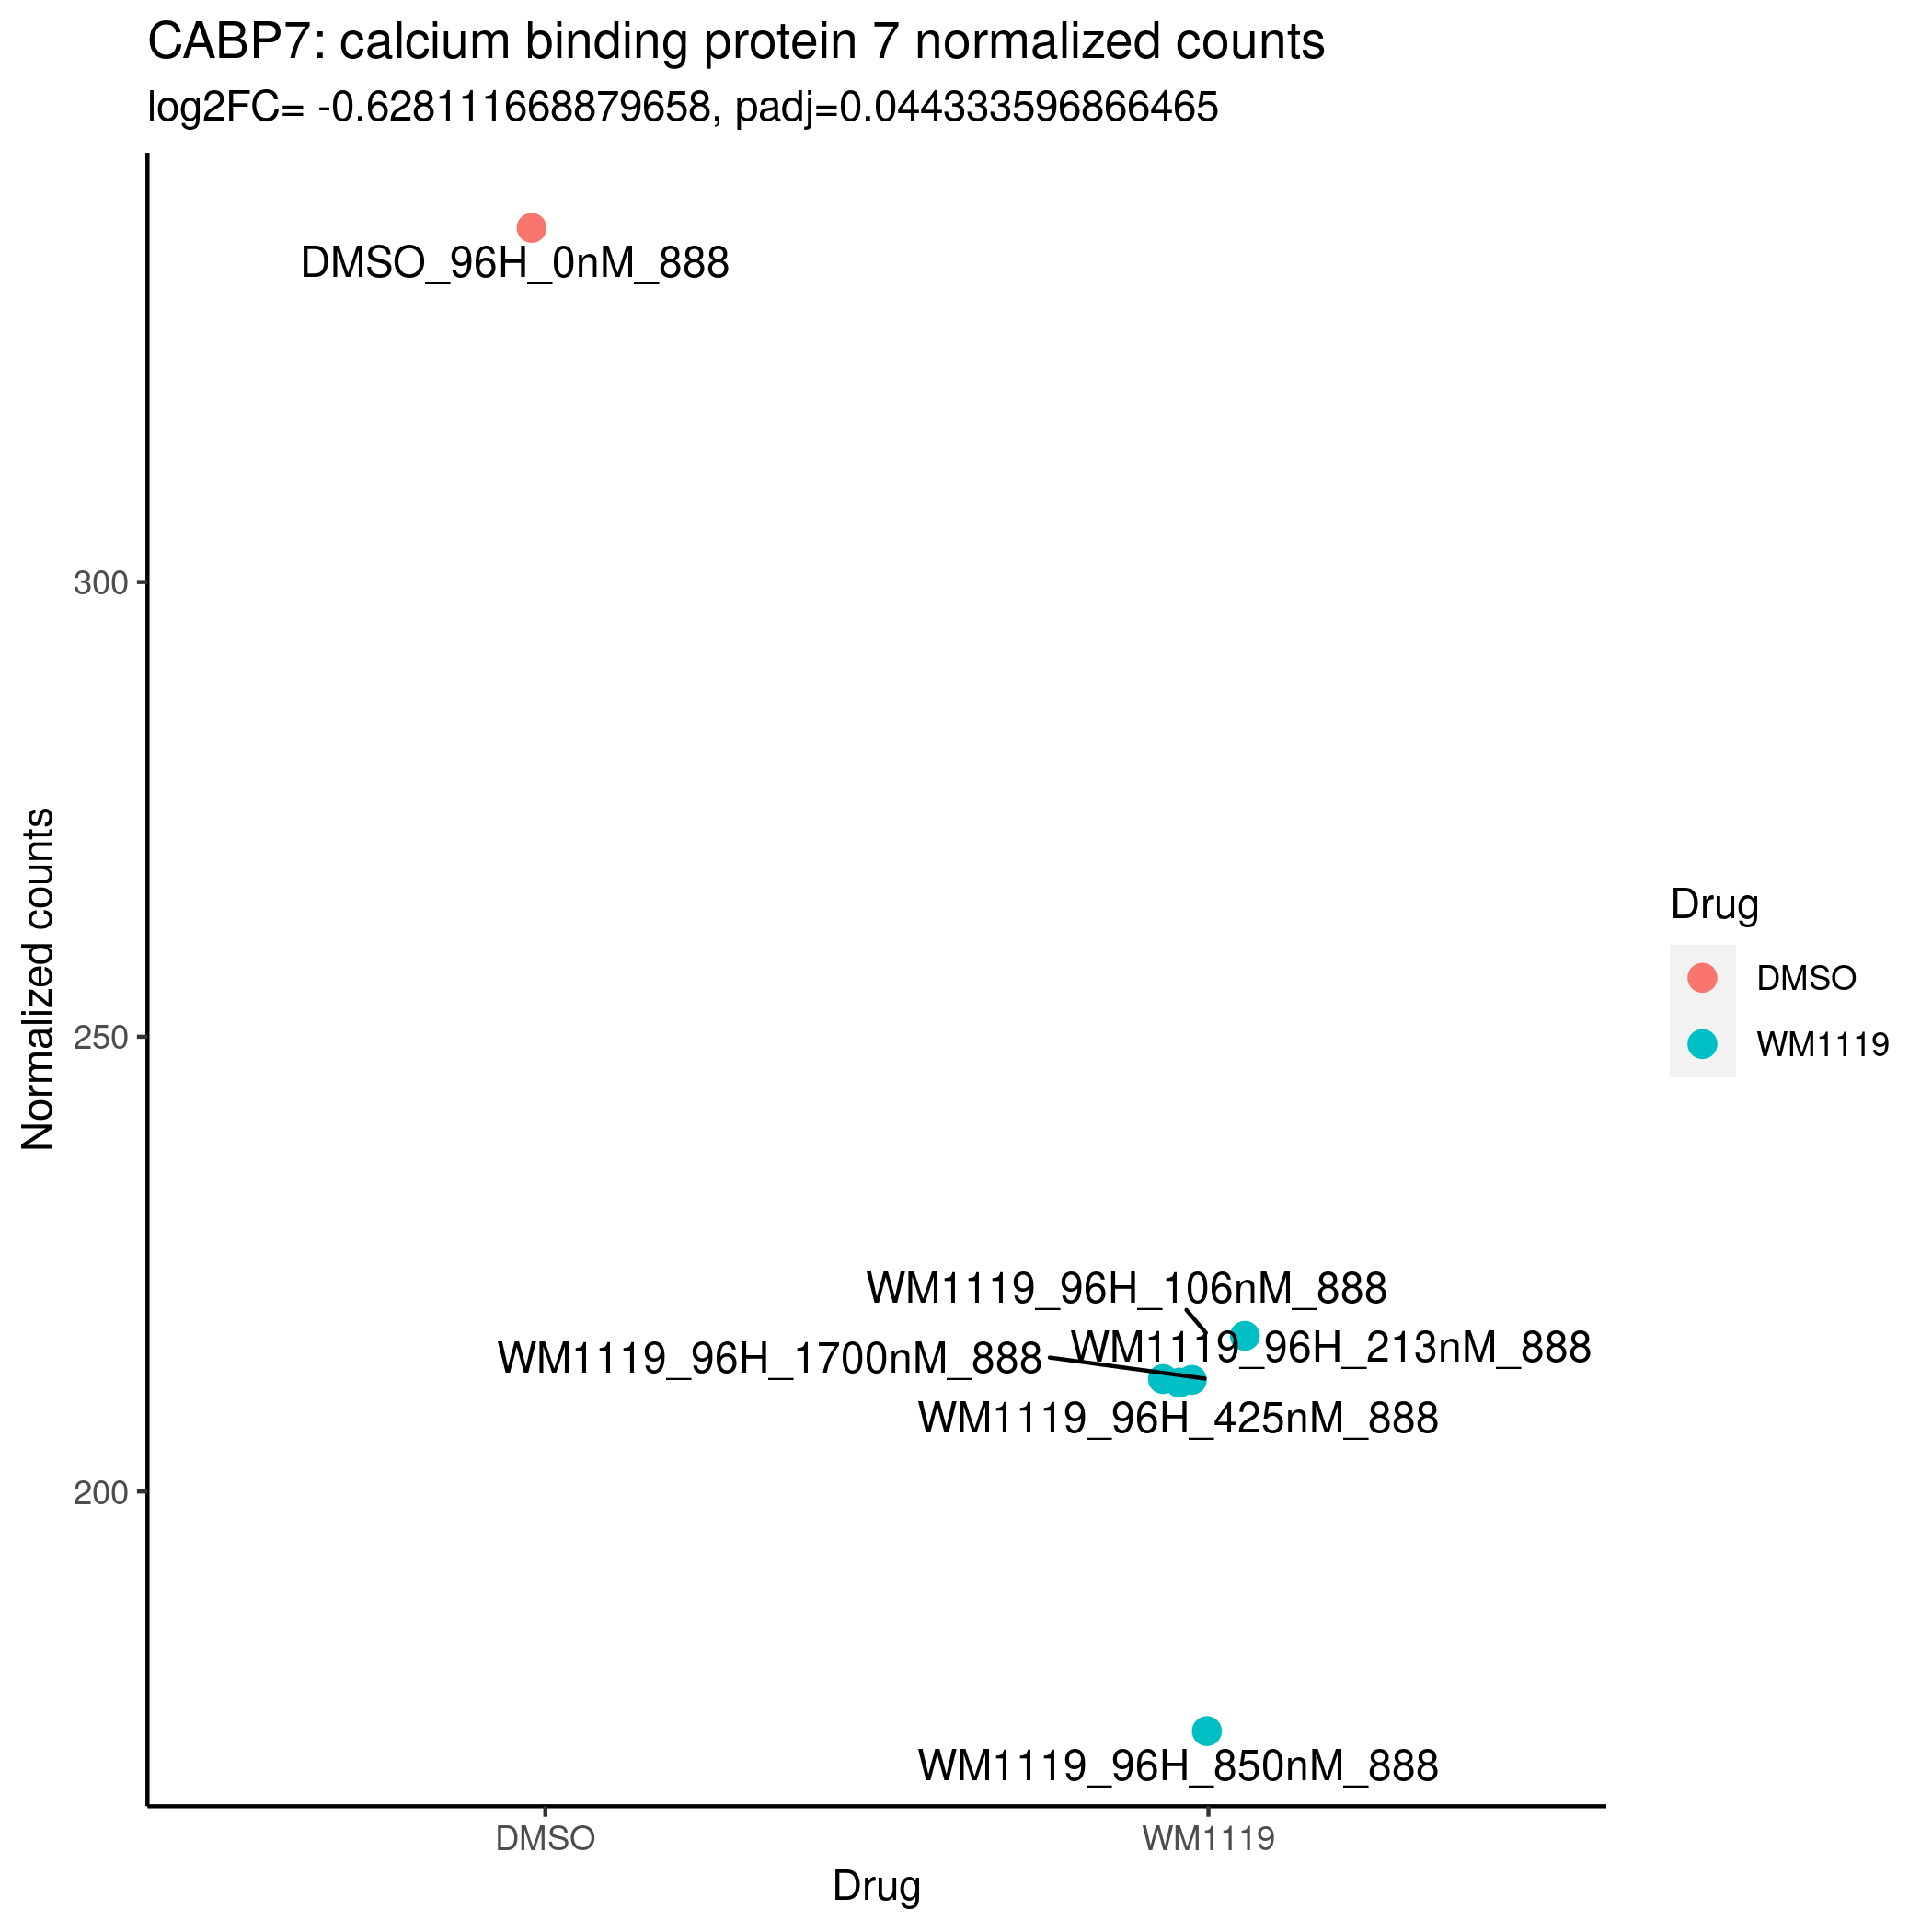 CABP7: calcium binding protein 7 normalized counts
log2FC= -0.628111668879658, padj=0.044333596866465
DMSO_96H_0nM_888
300
Normalized counts
250
Drug
DMSO
WM1119
WM1119_96H_106nM_888
WM1119_96H_213nM_888
WM1119_96H_1700nM_888
WM1119_96H_425nM_888
200
WM1119_96H_850nM_888
DMSO
WM1119
Drug